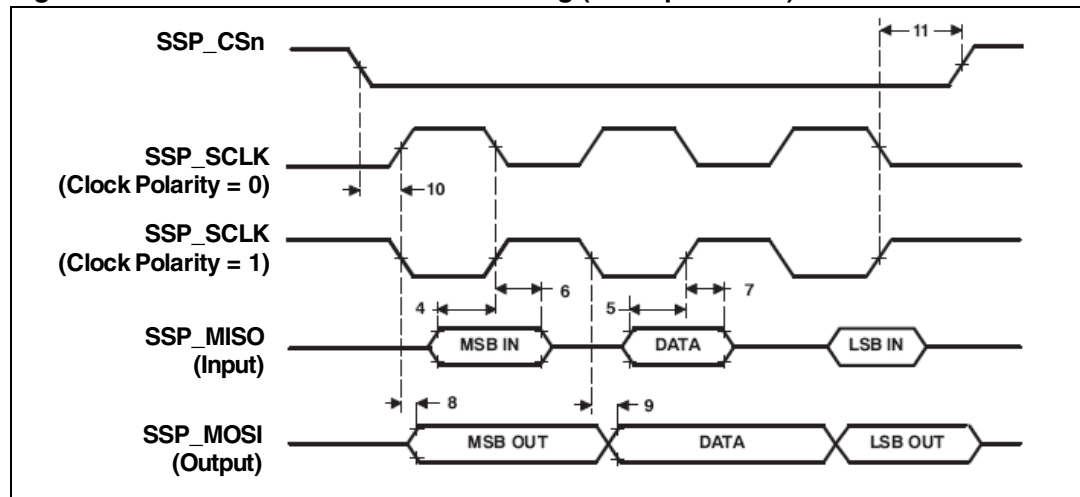 SSP_CSn
11
SSP_SCLK
(Clock Polarity = 0)
10
SSP_SCLK
(Clock Polarity = 1)
4
6
5
7
SSP_MISO
(Input)
MSB IN
DATA
LSB IN
8
9
SSP_MOSI
(Output)
MSB OUT
DATA
LSB OUT